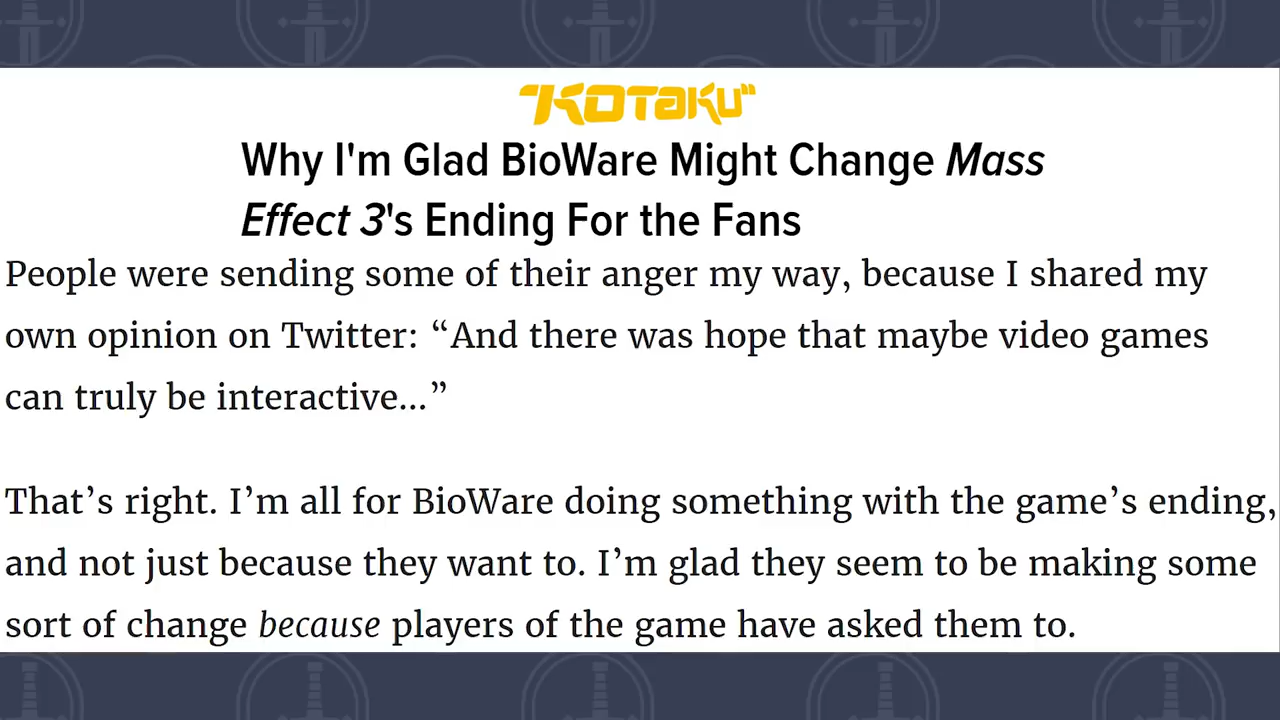 "KOTAKU"
Why I'm Glad BioWare Might Change Mass
Effect 3's Ending For the Fans
People were sending some of their anger my way, because I shared my
own opinion on Twitter: “And there was hope that maybe video games
can truly be interactive...”
That’s right. I’m all for BioWare doing something with the game’s ending,
and not just because they want to. I’m glad they seem to be making some
sort of change because players of the game have asked them to.